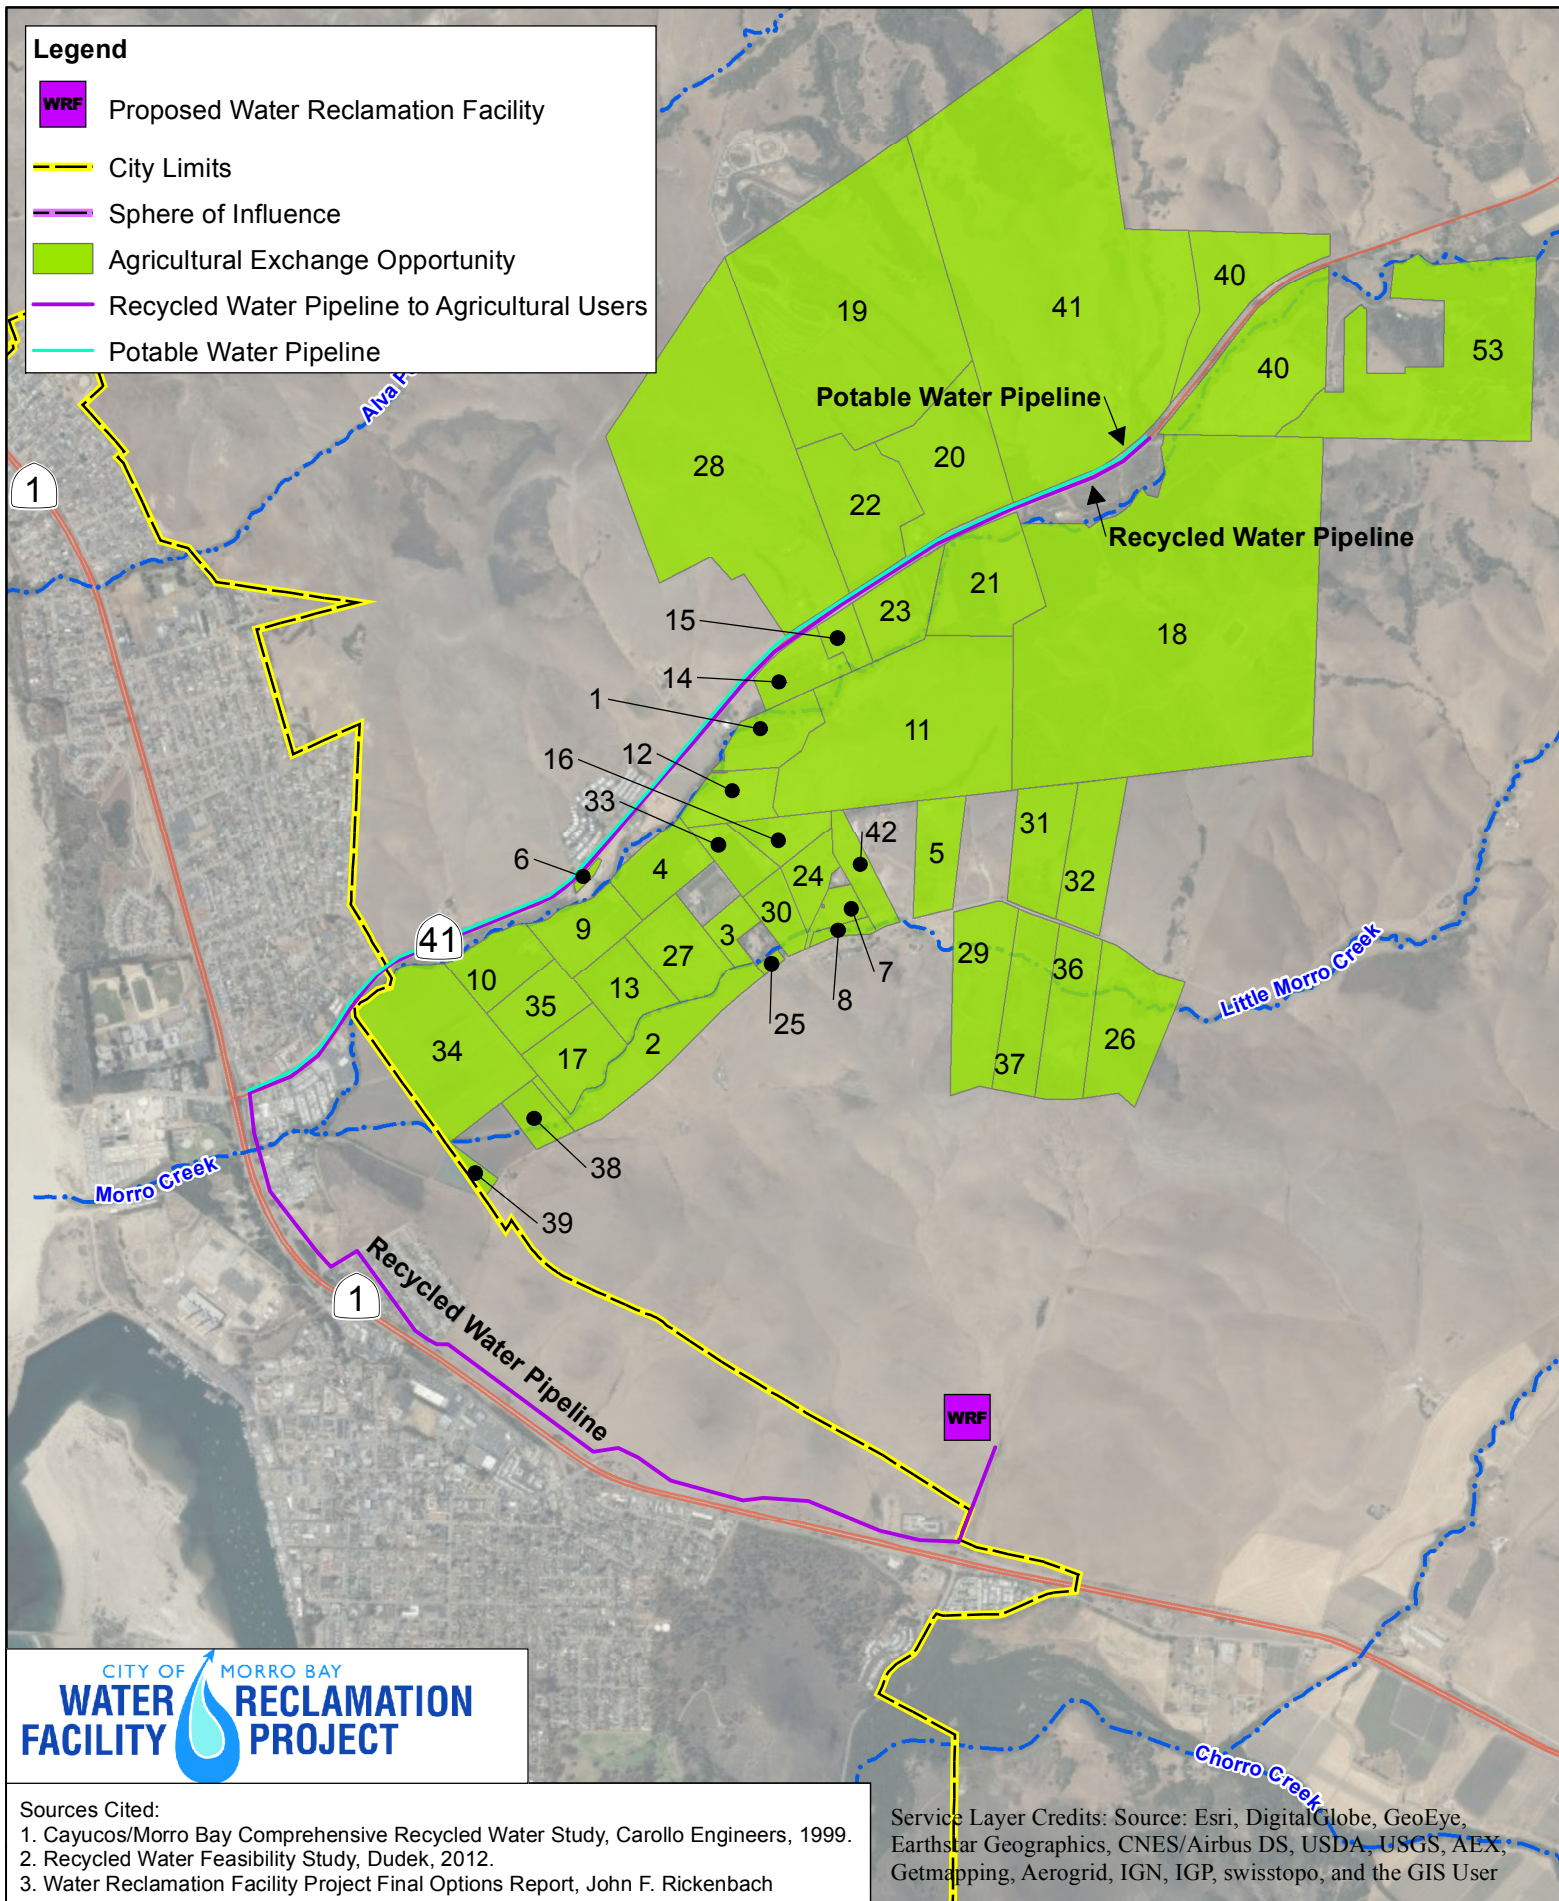 Legend
WRF Proposed Water Reclamation Facility
City Limits
Sphere of Influence
Agricultural Exchange Opportunity
Recycled Water Pipeline to Agricultural Users
Potable Water Pipeline
40
19
41
53
40
Alva
1
Potable Water Pipeline
28
20
22
Recycled Water Pipeline
21
23
15
18
14
1
11
12
16
33
42
31
5
6
4
24
32
30
9
3
27
29
41
36
10
13
7
Little Morro Creek
35
8
25
34
2
17
37
26
38
Morro Creek
39
Recycled Water Pipeline
1
WRF
CITY OF MORRO BAY
WATER RECLAMATION
FACILITY PROJECT
Chorro Creek
Sources Cited:
1. Cayucos/Morro Bay Comprehensive Recycled Water Study, Carollo Engineers, 1999.
2. Recycled Water Feasibility Study, Dudek, 2012.
3. Water Reclamation Facility Project Final Options Report, John F. Rickenbach
Service Layer Credits: Source: Esri, DigitalGlobe, GeoEye,
Earthstar Geographics, CNES/Airbus DS, USDA, USGS, AEX,
Getmapping, Aerogrid, IGN, IGP, swisstopo, and the GIS User